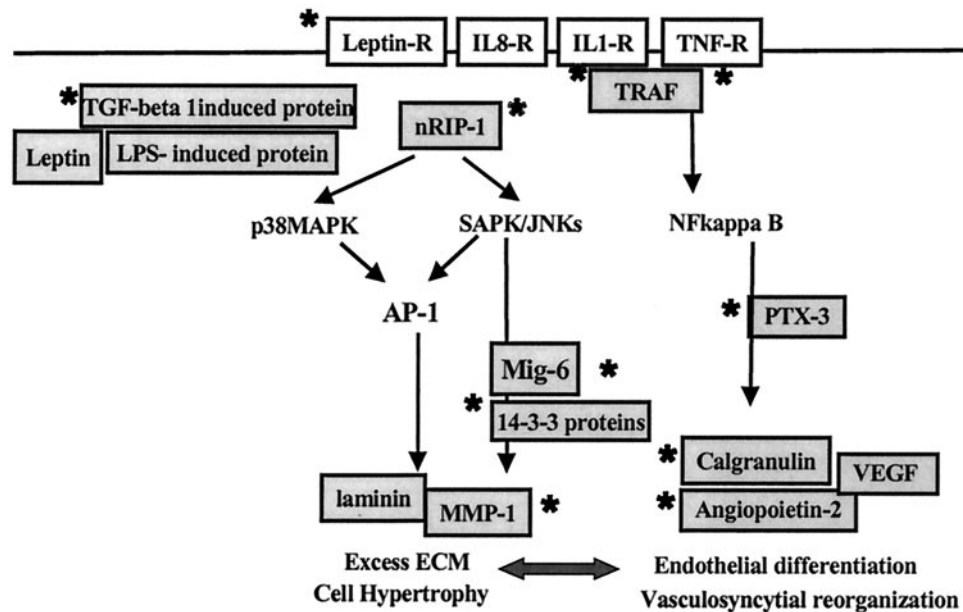 * Leptin-R IL8-R IL1-R TNF-R
* TRAF *
* TGF-beta 1induced protein
nRIP-1 *
Leptin LPS- induced protein
p38MAPK SAPK/JNKs NFkappa B
AP-1 * PTX-3
Mig-6 *
* 14-3-3 proteins
* Calgranulin VEGF
laminin * Angiopoietin-2
MMP-1 *
Excess ECM Endothelial differentiation
Cell Hypertrophy Vasculosyncytial reorganization